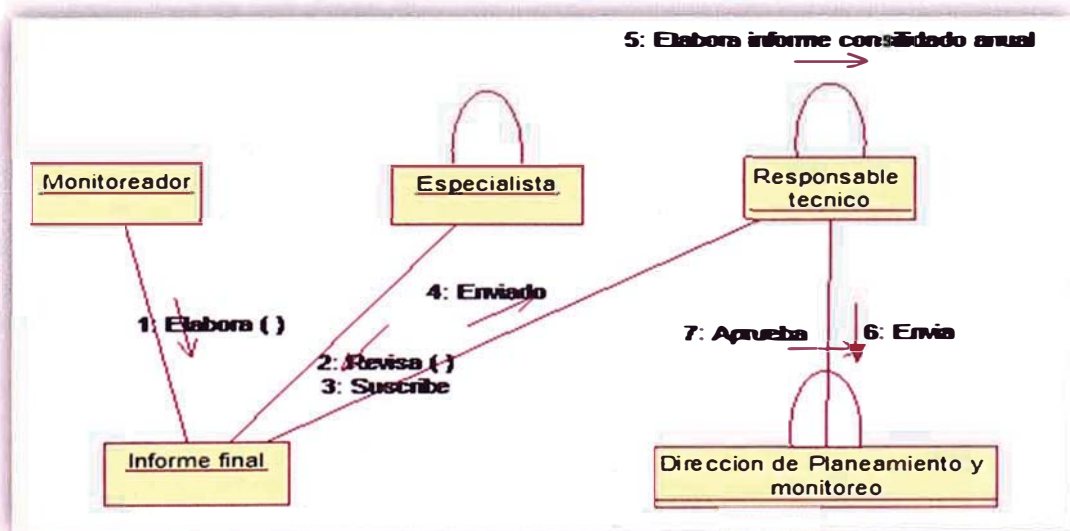 5: Elabora informe consolidado anual
Monitoreador
Especialista
Responsable
tecnico
4: Enviado
1: Elabora ( )
7: Aprueba
6: Envia
2: Revisa ( )
3: Suscribe
Informe final
Direccion de Planeamiento y
monitoreo